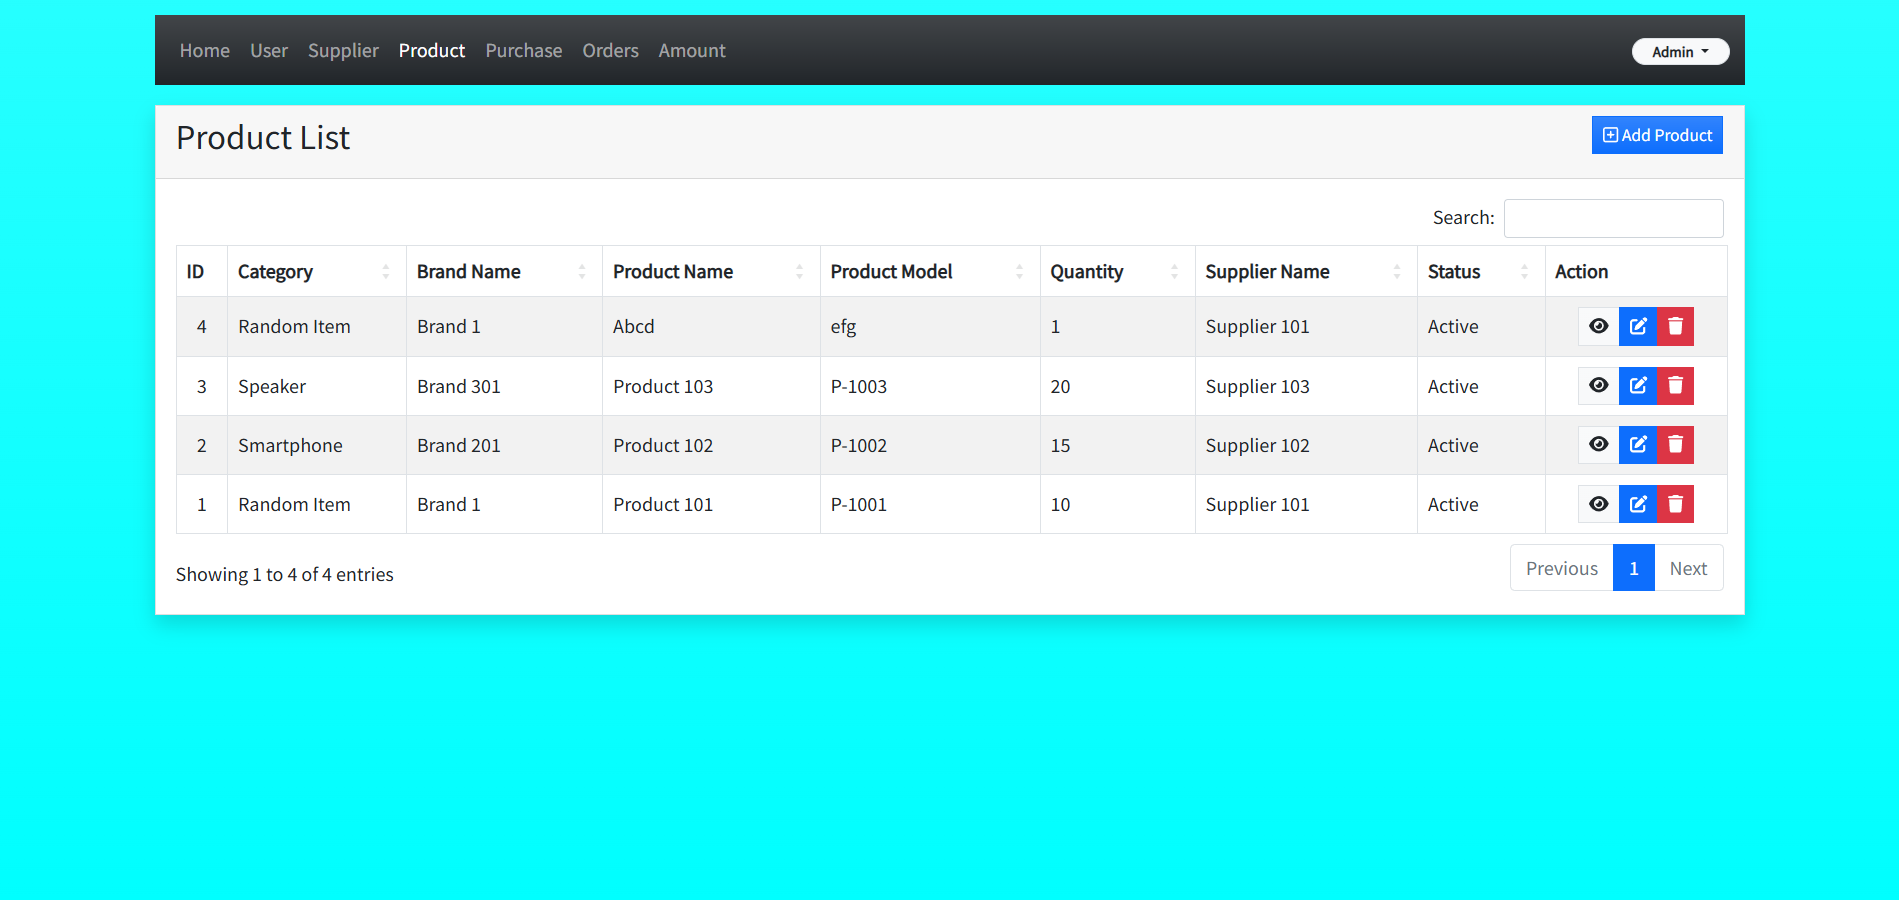 Home User Supplier Product Purchase Orders Amount Admin
Product List Add Product
Search:
ID Category Brand Name Product Name Product Model Quantity Supplier Name Status Action
4 Random Item Brand 1 Abcd efg 1 Supplier 101 Active
3 Speaker Brand 301 Product 103 P-1003 20 Supplier 103 Active
2 Smartphone Brand 201 Product 102 P-1002 15 Supplier 102 Active
1 Random Item Brand 1 Product 101 P-1001 10 Supplier 101 Active
Showing 1 to 4 of 4 entries Previous 1 Next